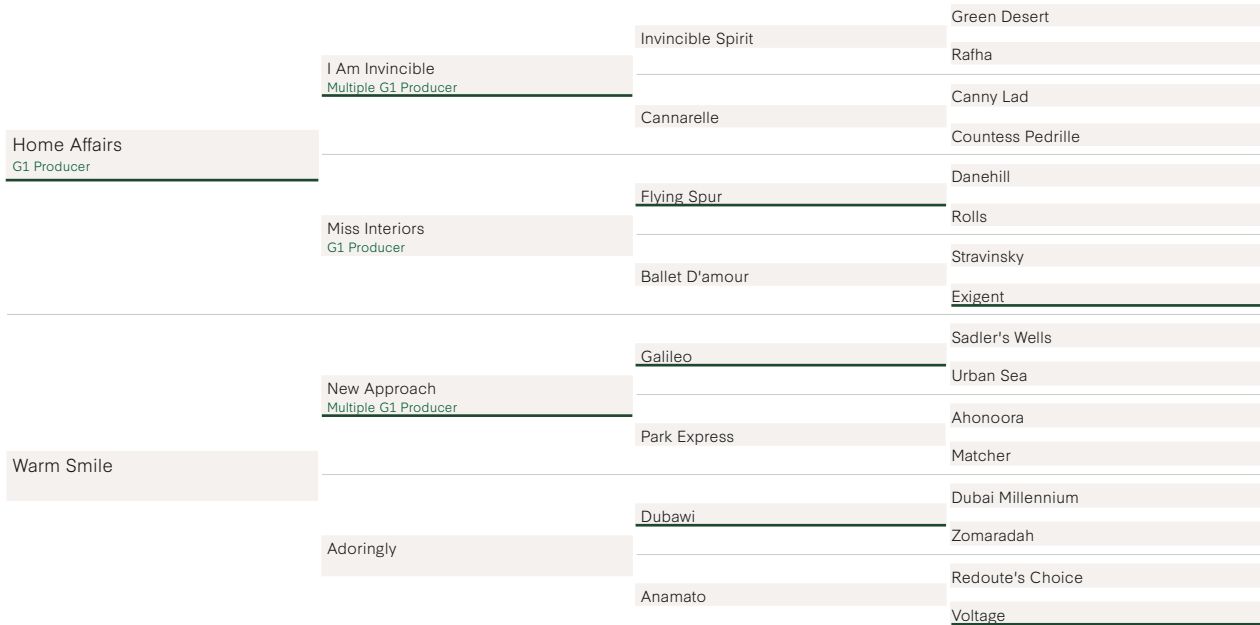 Home Affairs
G1 Producer
Warm Smile
I Am Invincible
Multiple G1 Producer
Miss Interiors
G1 Producer
New Approach
Multiple G1 Producer
Adoringly
Invincible Spirit
Cannarelle
Flying Spur
Ballet D'amour
Galileo
Park Express
Dubawi
Anamato
Green Desert
Rafha
Canny Lad
Countess Pedrille
Danehill
Rolls
Stravinsky
Exigent
Sadler's Wells
Urban Sea
Ahonoora
Matcher
Dubai Millennium
Zomaradah
Redoute's Choice
Voltage